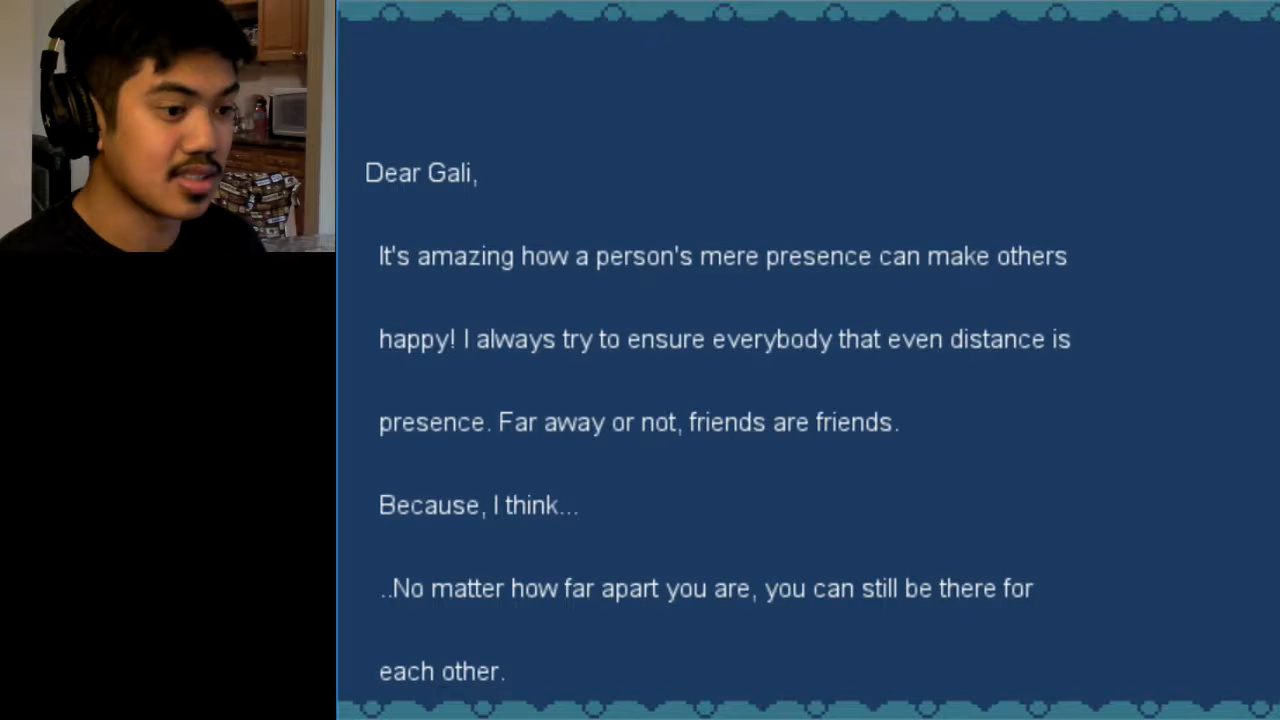 Dear Gali,
It's amazing how a person's mere presence can make others
happy! I always try to ensure everybody that even distance is
presence. Far away or not, friends are friends.
Because, I think...
..No matter how far apart you are, you can still be there for
each other.